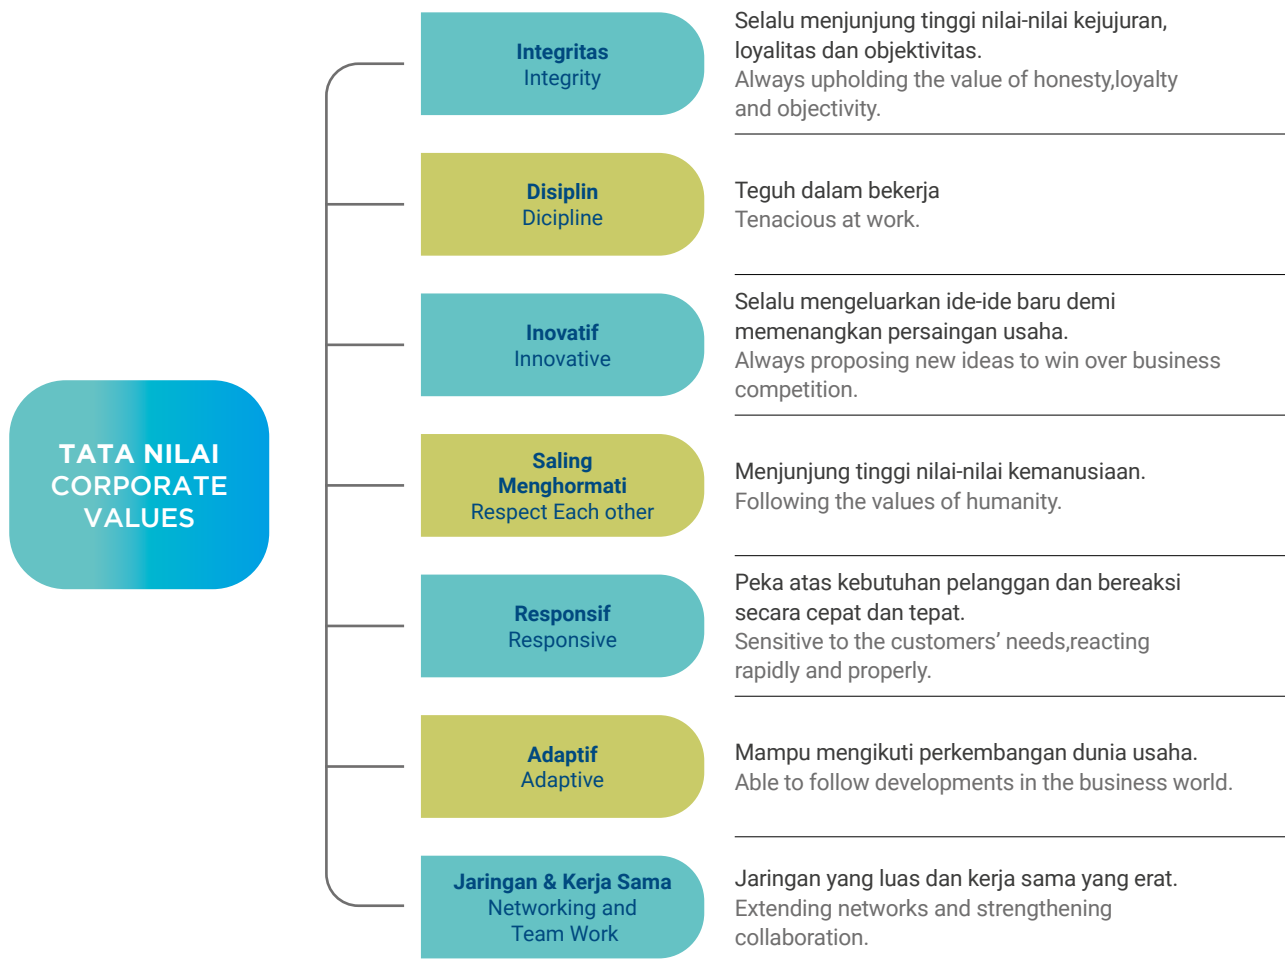 TATA NILAI
CORPORATE
VALUES
Integritas
Integrity
Selalu menjunjung tinggi nilai-nilai kejujuran,
loyalitas dan objektivitas.
Always upholding the value of honesty,loyalty
and objectivity.
Disiplin
Dicipline
Teguh dalam bekerja
Tenacious at work.
Inovatif
Innovative
Selalu mengeluarkan ide-ide baru demi
memenangkan persaingan usaha.
Always proposing new ideas to win over business
competition.
Saling
Menghormati
Respect Each other
Menjunjung tinggi nilai-nilai kemanusiaan.
Following the values of humanity.
Responsif
Responsive
Peka atas kebutuhan pelanggan dan bereaksi
secara cepat dan tepat.
Sensitive to the customers’ needs,reacting
rapidly and properly.
Adaptif
Adaptive
Mampu mengikuti perkembangan dunia usaha.
Able to follow developments in the business world.
Jaringan & Kerja Sama
Networking and
Team Work
Jaringan yang luas dan kerja sama yang erat.
Extending networks and strengthening
collaboration.